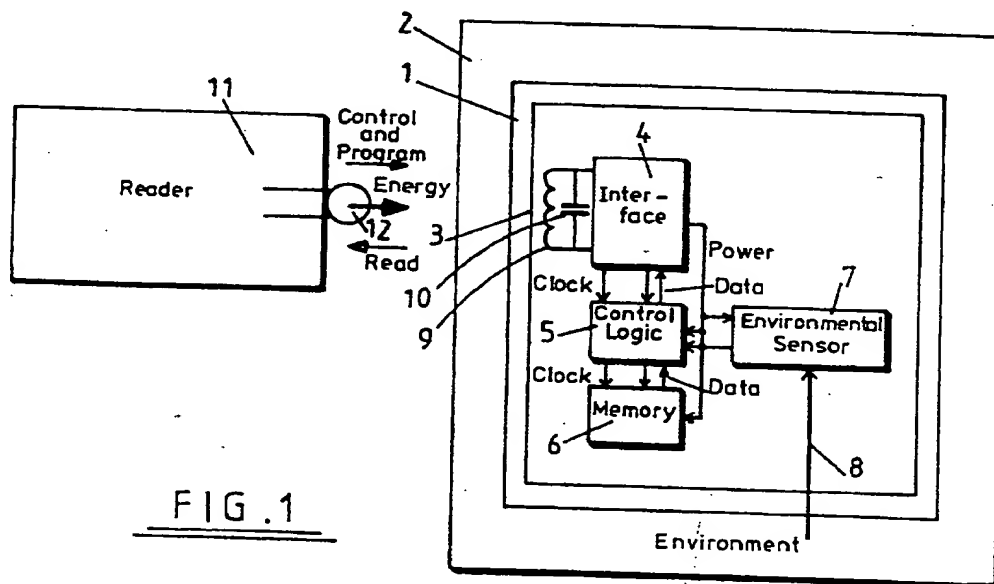 2
1
11
Control
and
Program
Reader
Energy
12
Read
4
Inter-
face
3
10
9
Power
Clock
Data
7
5
Control
Logic
Environmental
Sensor
Clock
Data
6
Memory
8
FIG.1
Environment